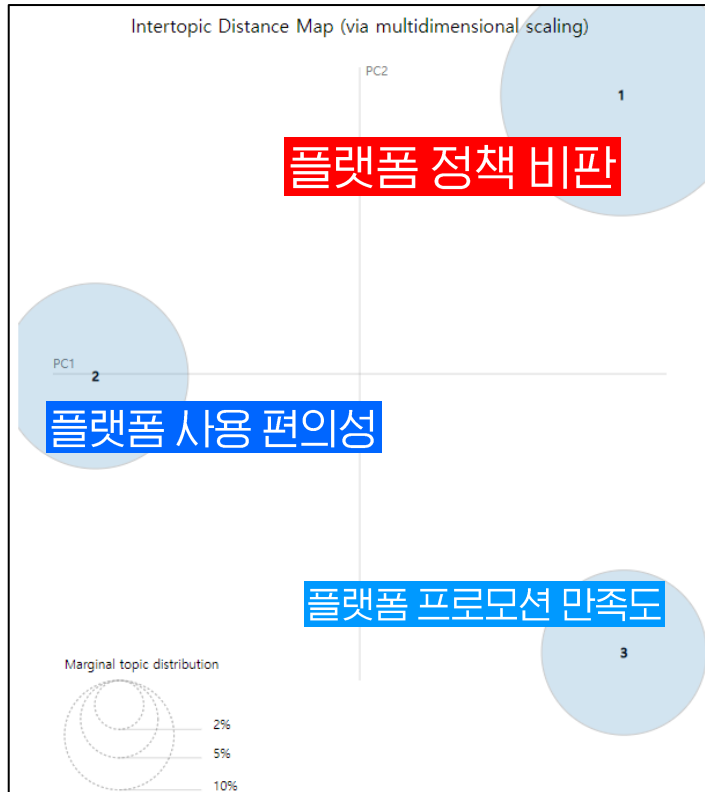 Intertopic Distance Map (via multidimensional scaling)
PC2
1
플랫폼 정책 비판
PC1
2
플랫폼 사용 편의성
플랫폼 프로모션 만족도
3
Marginal topic distribution
2%
5%
10%